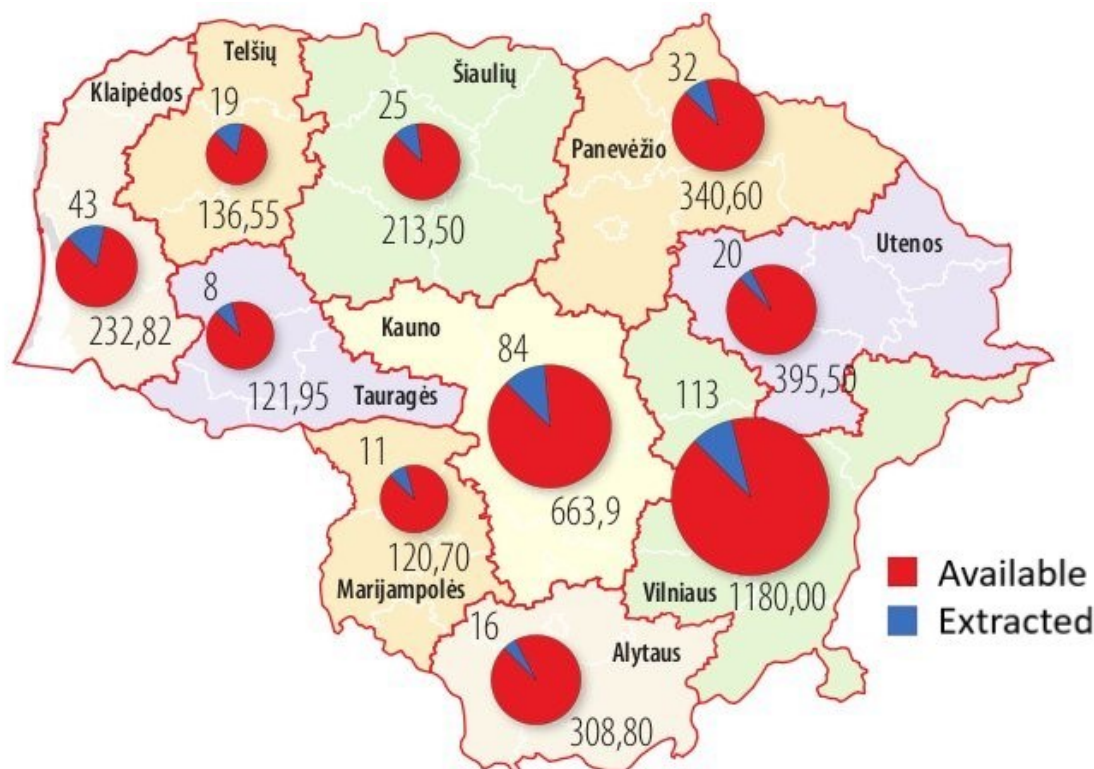 Telšių
Šiaulių
32
Klaipėdos
19
25
Panevėžio
136,55
213,50
340,60
43
Utenos
20
8
232,82
Kauno
84
395,50
121,95
Tauragės
113
11
663,9
120,70
Marijampolės
Vilniaus
1180,00
Available
Extracted
16
Alytaus
308,80